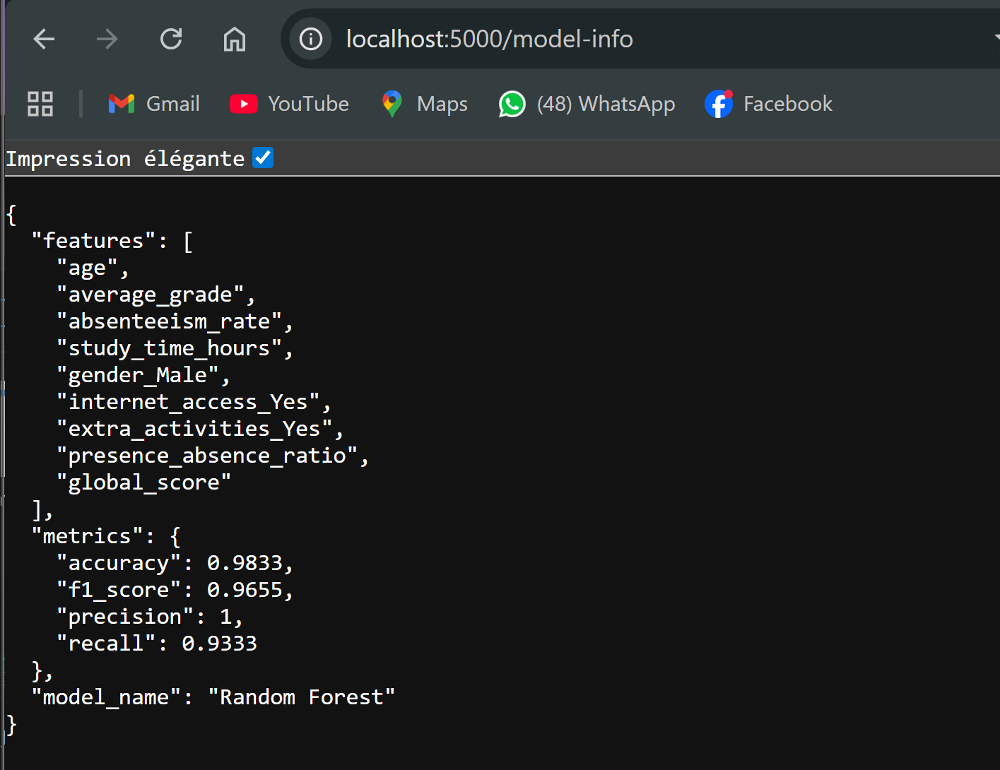 localhost:5000/model-info
Gmail YouTube Maps (48) WhatsApp Facebook
Impression élégante
{
  "features": [
    "age",
    "average_grade",
    "absenteeism_rate",
    "study_time_hours",
    "gender_Male",
    "internet_access_Yes",
    "extra_activities_Yes",
    "presence_absence_ratio",
    "global_score"
  ],
  "metrics": {
    "accuracy": 0.9833,
    "f1_score": 0.9655,
    "precision": 1,
    "recall": 0.9333
  },
  "model_name": "Random Forest"
}